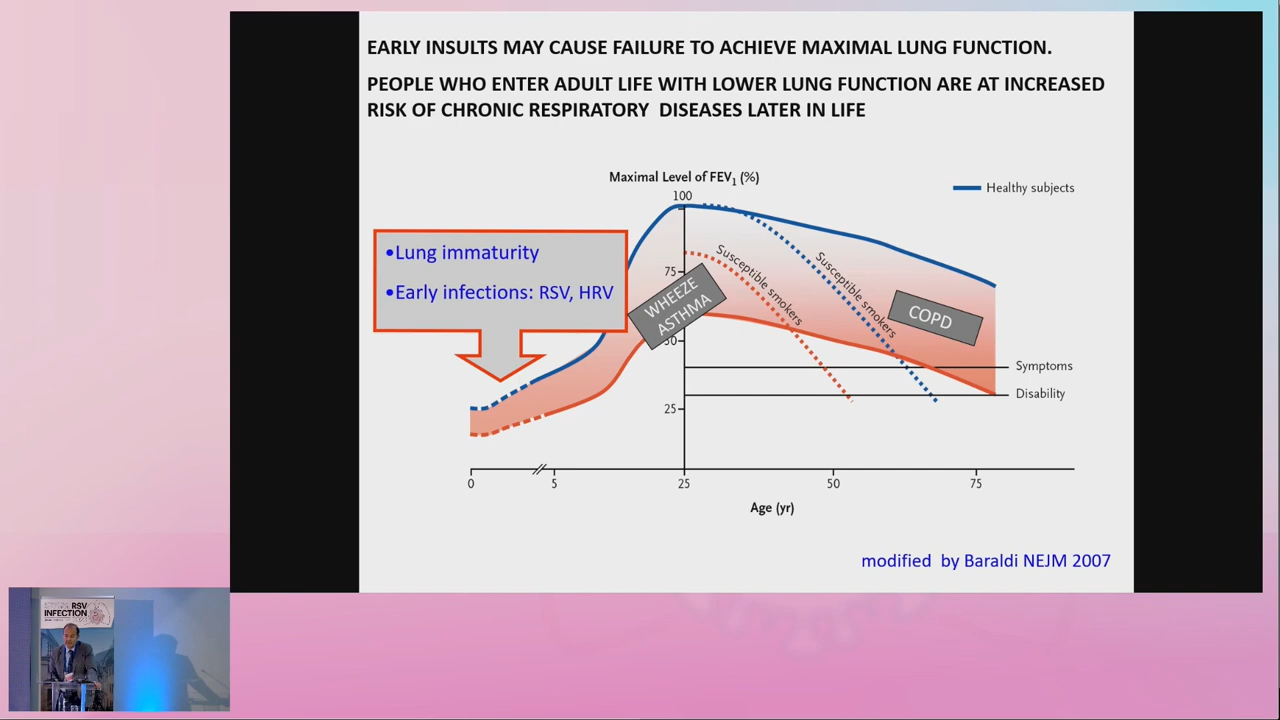 EARLY INSULTS MAY CAUSE FAILURE TO ACHIEVE MAXIMAL LUNG FUNCTION.
PEOPLE WHO ENTER ADULT LIFE WITH LOWER LUNG FUNCTION ARE AT INCREASED
RISK OF CHRONIC RESPIRATORY DISEASES LATER IN LIFE
Maximal Level of FEV1 (%)
100
Healthy subjects
•Lung immaturity
•Early infections: RSV, HRV
Susceptible smokers
Susceptible smokers
75
WHEEZE
ASTHMA
COPD
50
Symptoms
Disability
25
0
5
25
50
75
Age (yr)
modified by Baraldi NEJM 2007
RSV
INFECTION